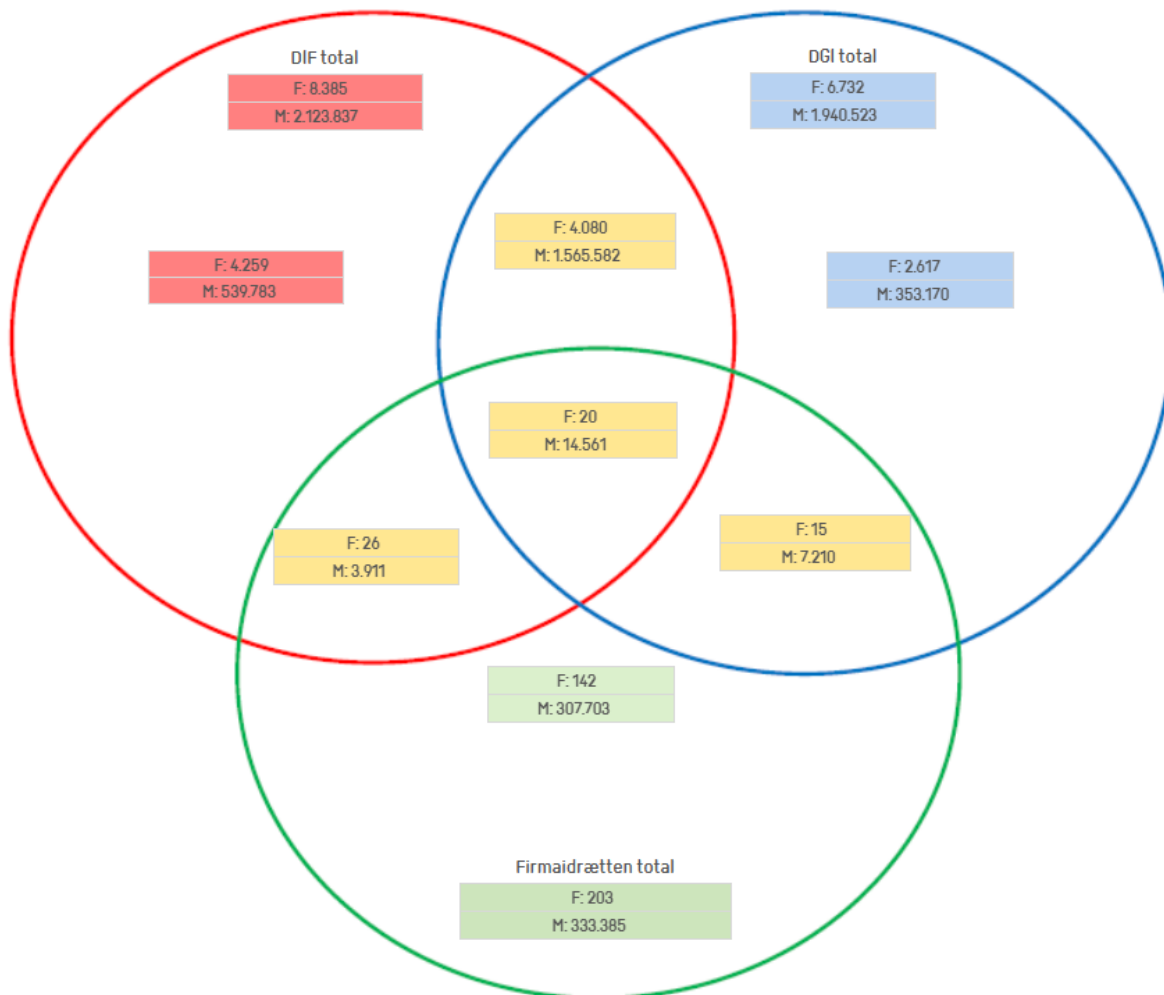 DIF total
F: 8.385
M: 2.123.837
DGI total
F: 6.732
M: 1.940.523
F: 4.080
M: 1.565.582
F: 4.259
M: 539.783
F: 2.617
M: 353.170
F: 20
M: 14.561
F: 26
M: 3.911
F: 15
M: 7.210
F: 142
M: 307.703
Firmaidrætten total
F: 203
M: 333.385